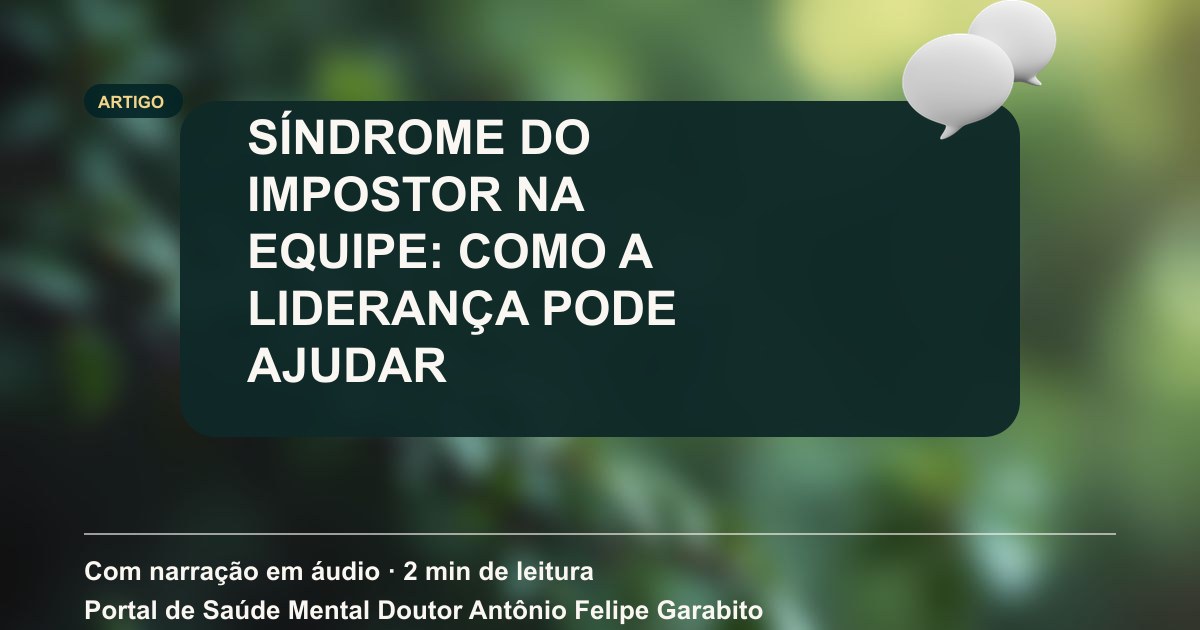 ARTIGO
SÍNDROME DO
IMPOSTOR NA
EQUIPE: COMO A
LIDERANÇA PODE
AJUDAR
Com narração em áudio · 2 min de leitura
Portal de Saúde Mental Doutor Antônio Felipe Garabito